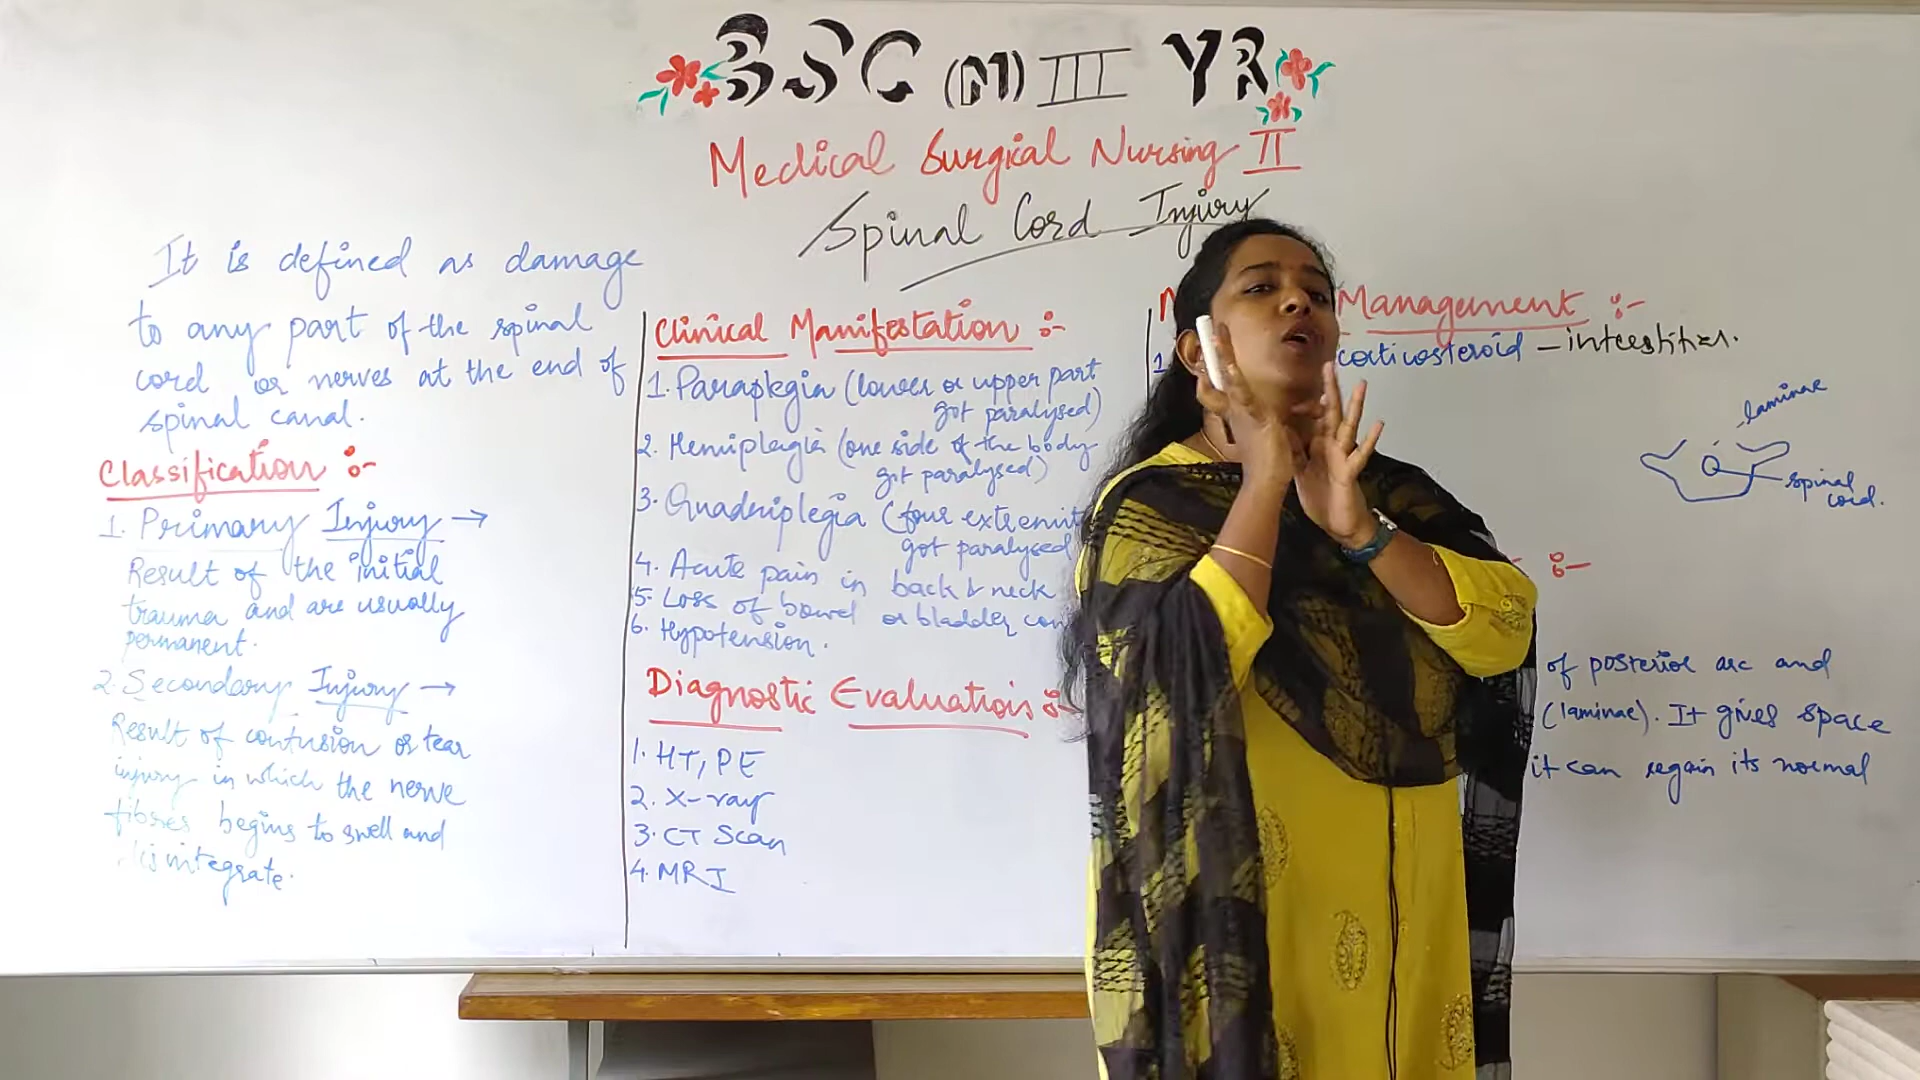 BSC (N) III YR
Medical Surgical Nursing II
Spinal Cord Injury
It is defined as damage
to any part of the spinal
cord or nerves at the end of
spinal canal.
Classification :-
1. Primary Injury →
Result of the initial
trauma and are usually
permanent.
2. Secondary Injury →
Result of contusion or tear
injury in which the nerve
fibres begins to swell and
disintegrate.
Clinical Manifestation :-
1. Paraplegia (lower or upper part
got paralysed)
2. Hemiplegia (one side of the body
got paralysed)
3. Quadriplegia (four extremit
got paralysed
4. Acute pain in back & neck
5. Loss of bowel or bladder con
6. Hypotension.
Diagnostic Evaluation :-
1. HT, PE
2. X-ray
3. CT Scan
4. MRI
Management :-
1 corticosteroid -
laminae
spinal
cord.
:-
of posterior arc and
(laminae). It gives space
it can regain its normal